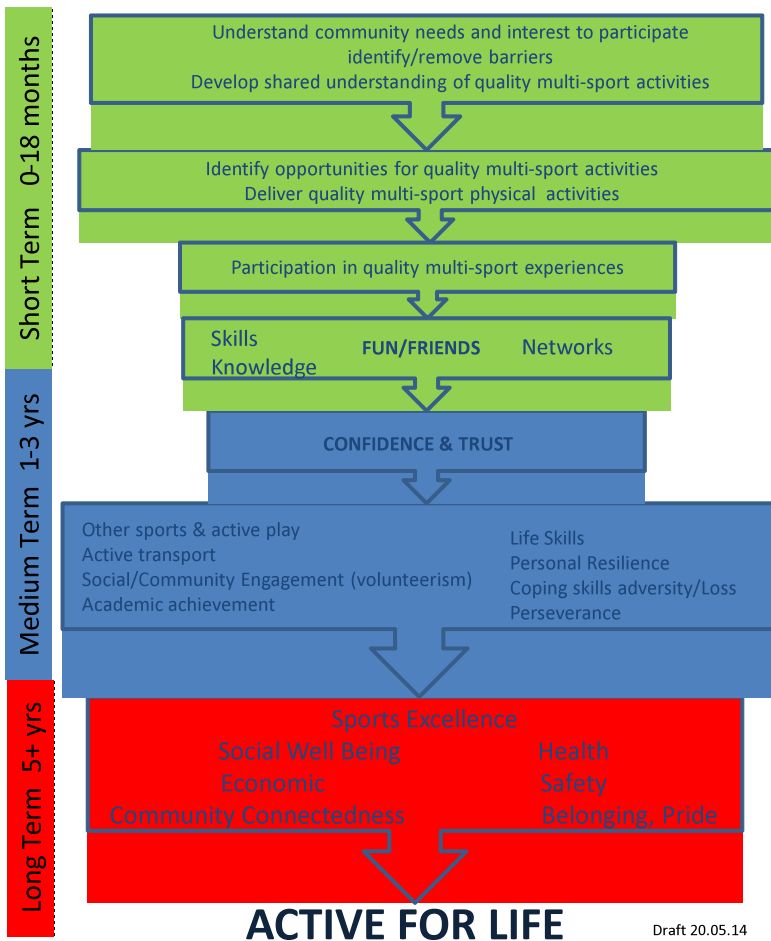 Short Term 0-18 months
Understand community needs and interest to participate
identify/remove barriers
Develop shared understanding of quality multi-sport activities
Identify opportunities for quality multi-sport activities
Deliver quality multi-sport physical activities
Participation in quality multi-sport experiences
Skills
Knowledge
FUN/FRIENDS
Networks
Medium Term 1-3 yrs
CONFIDENCE & TRUST
Other sports & active play
Active transport
Social/Community Engagement (volunteerism)
Academic achievement
Life Skills
Personal Resilience
Coping skills adversity/Loss
Perseverance
Long Term 5+ yrs
Sports Excellence
Social Well Being Health
Economic Safety
Community Connectedness Belonging, Pride
ACTIVE FOR LIFE
Draft 20.05.14